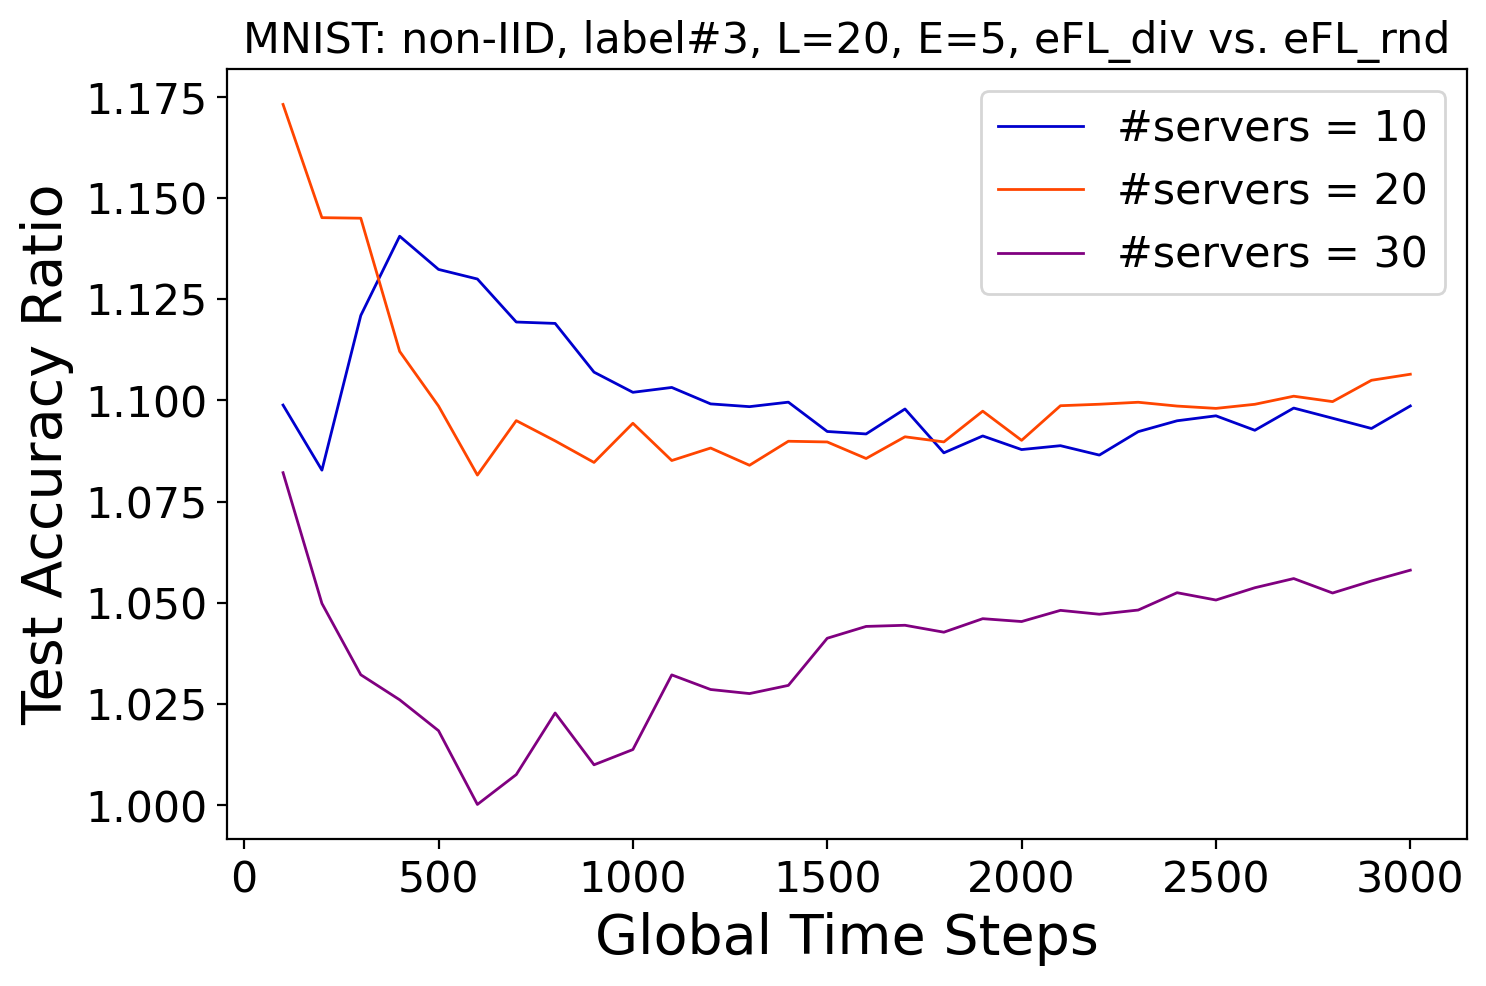 MNIST: non-IID, label#3, L=20, E=5, eFL_div vs. eFL_rnd
#servers = 10
#servers = 20
#servers = 30
Test Accuracy Ratio
1.175
1.150
1.125
1.100
1.075
1.050
1.025
1.000
0 500 1000 1500 2000 2500 3000
Global Time Steps